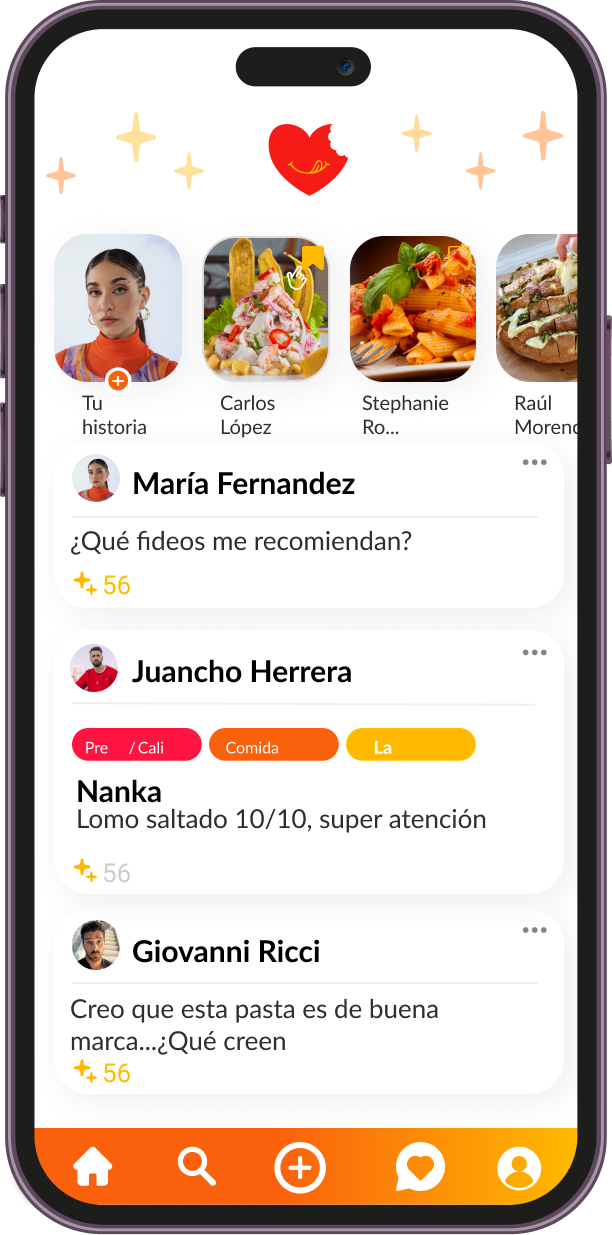 Tu
historia
Carlos
López
Stephanie
Ro...
Raúl
Moreno
María Fernandez
¿Qué fideos me recomiendan?
56
Juancho Herrera
Pre / Cali
Comida
La
Nanka
Lomo saltado 10/10, super atención
56
Giovanni Ricci
Creo que esta pasta es de buena
marca...¿Qué creen
56